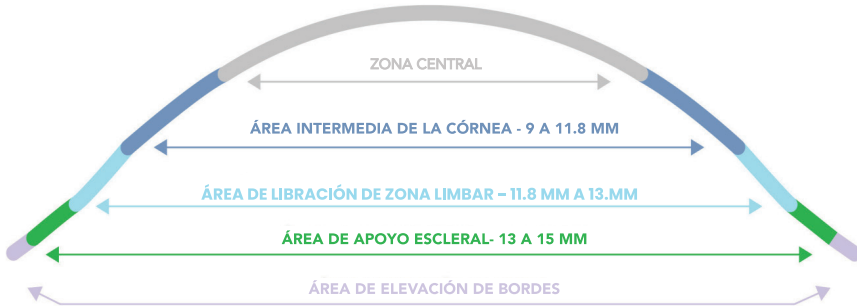 ZONA CENTRAL
ÁREA INTERMEDIA DE LA CÓRNEA - 9 A 11.8 MM
ÁREA DE LIBRACIÓN DE ZONA LIMBAR – 11.8 MM A 13.MM
ÁREA DE APOYO ESCLERAL- 13 A 15 MM
ÁREA DE ELEVACIÓN DE BORDES